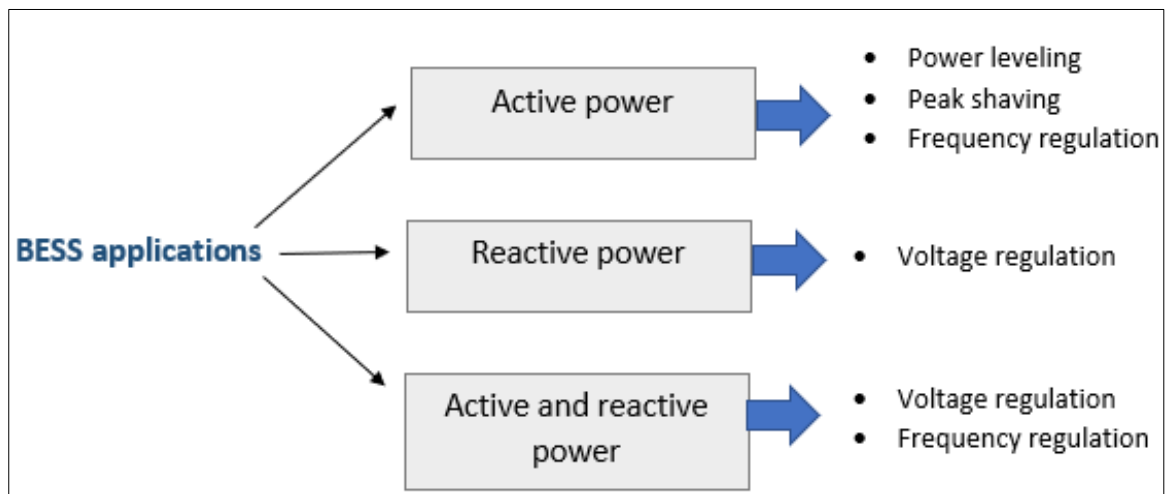 BESS applications
Active power
• Power leveling
• Peak shaving
• Frequency regulation
Reactive power
• Voltage regulation
Active and reactive
power
• Voltage regulation
• Frequency regulation